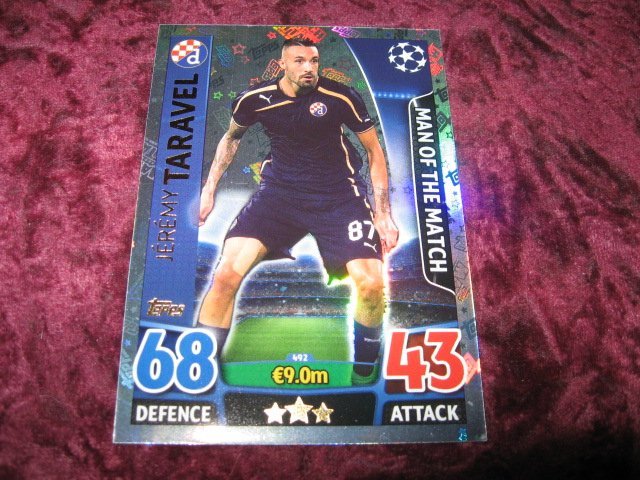 JÉRÉMY TARAVEL
MAN OF THE MATCH
87
Topps
68
DEFENCE
492
€9.0m
43
ATTACK